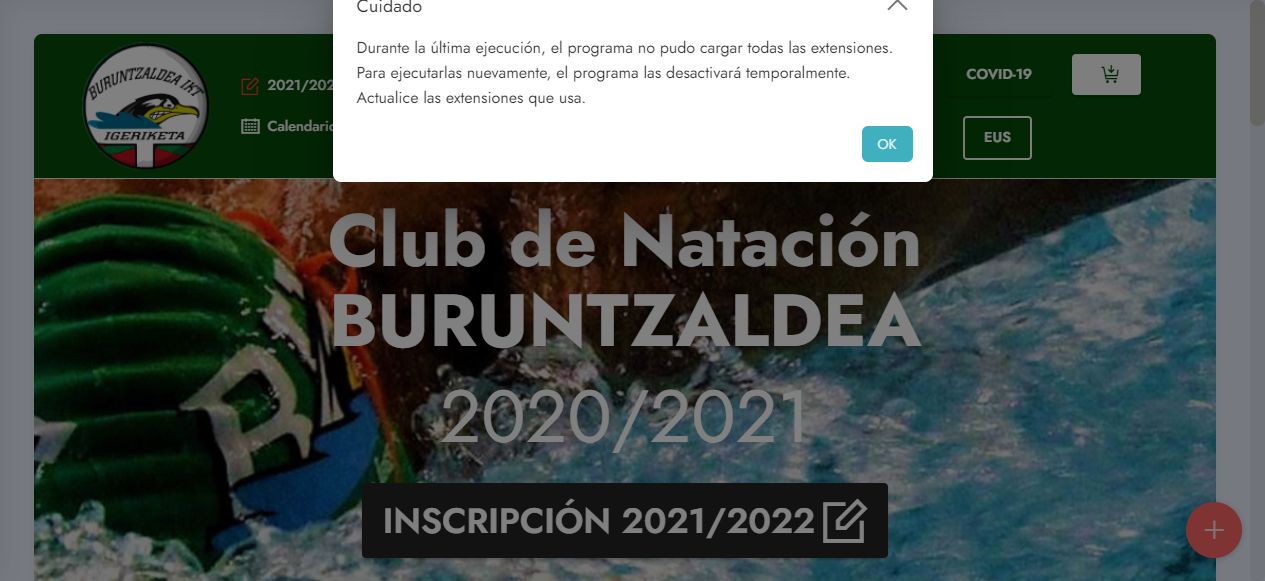 Cuidado
Durante la última ejecución, el programa no pudo cargar todas las extensiones.
Para ejecutarlas nuevamente, el programa las desactivará temporalmente.
Actualice las extensiones que usa.
OK
BURUNTZALDEA IKT
IGERIKETA
2021/202
Calendario
COVID-19
EUS
Club de Natación
BURUNTZALDEA
2020/2021
INSCRIPCIÓN 2021/2022